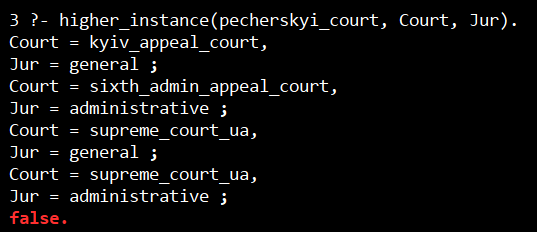 3 ?- higher_instance(pecherskyi_court, Court, Jur).
Court = kyiv_appeal_court,
Jur = general ;
Court = sixth_admin_appeal_court,
Jur = administrative ;
Court = supreme_court_ua,
Jur = general ;
Court = supreme_court_ua,
Jur = administrative ;
false.